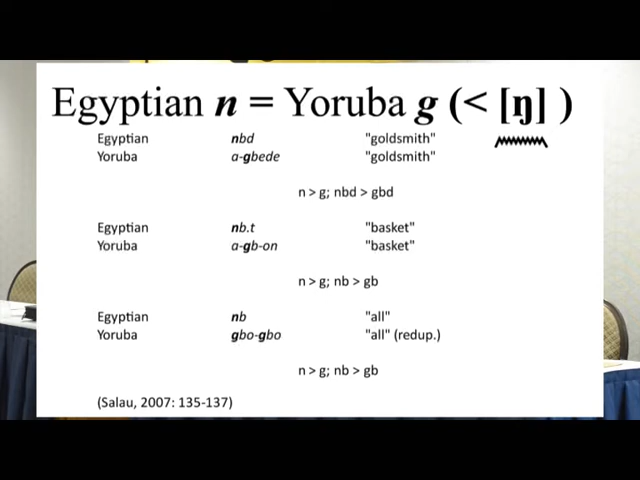 Egyptian n = Yoruba g (< [ŋ] )
Egyptian nbd "goldsmith"
Yoruba a-gbede "goldsmith"
n > g; nbd > gbd
Egyptian nb.t "basket"
Yoruba a-gb-on "basket"
n > g; nb > gb
Egyptian nb "all"
Yoruba gbo-gbo "all" (redup.)
n > g; nb > gb
(Salau, 2007: 135-137)